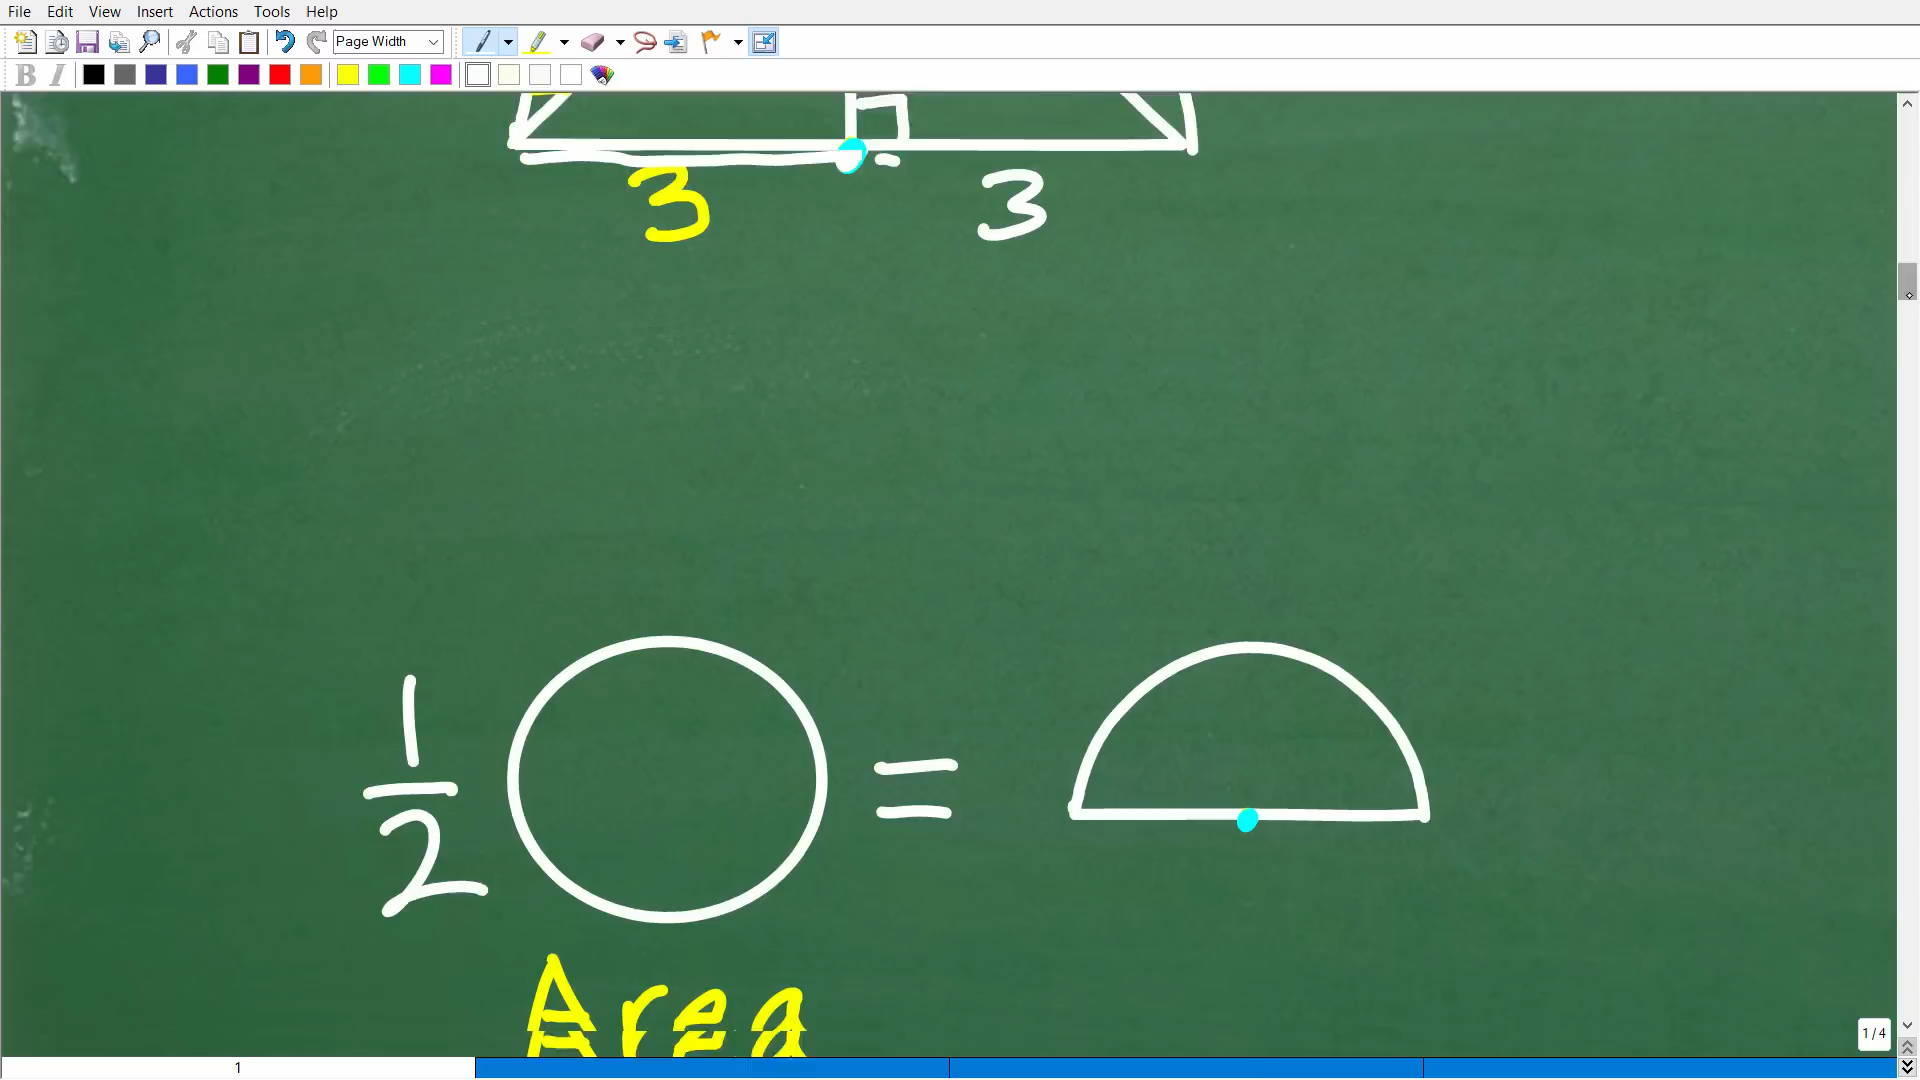 File Edit View Insert Actions Tools Help
Page Width
B I
3 3
1/2 =
Area
1/4
1